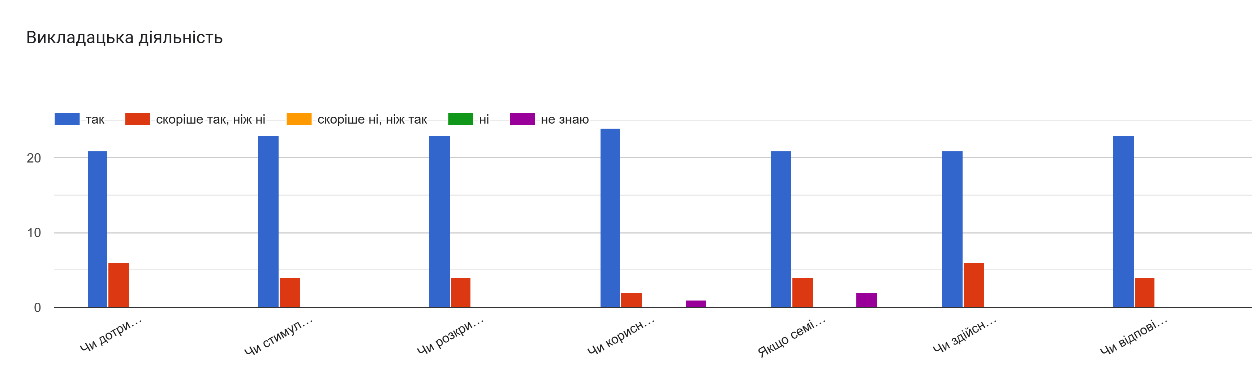 Викладацька діяльність
так скоріше так, ніж ні скоріше ні, ніж так ні не знаю
20
10
0
Чи дотри... Чи стимул... Чи розкри... Чи корисн... Якщо семі... Чи здійсн... Чи відпові...